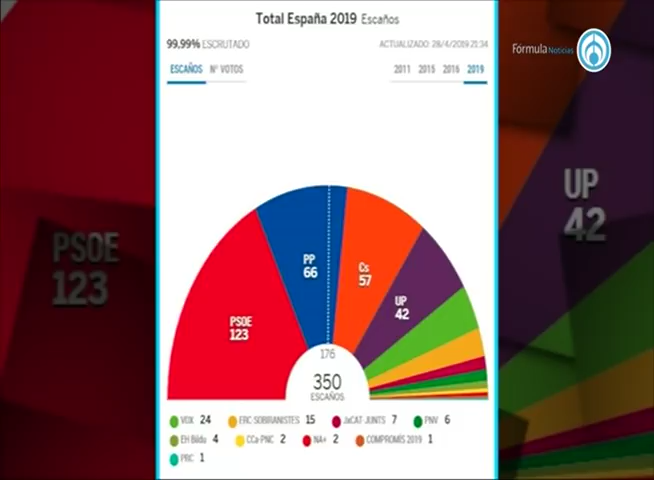 Total España 2019 Escaños
99,99% ESCRUTADO
ACTUALIZADO: 28/4/2019 21:34
ESCAÑOS Nº VOTOS
2011 2015 2016 2019
Fórmula Noticias
PSOE
123
PP
66
Cs
57
UP
42
PSOE
123
UP
42
176
350
ESCAÑOS
VOX 24 ERC SOBIRANISTES 15 JxCAT-JUNTS 7 PNV 6
EH Bildu 4 CCa-PNC 2 NA+ 2 COMPROMÍS 2019 1
PRC 1